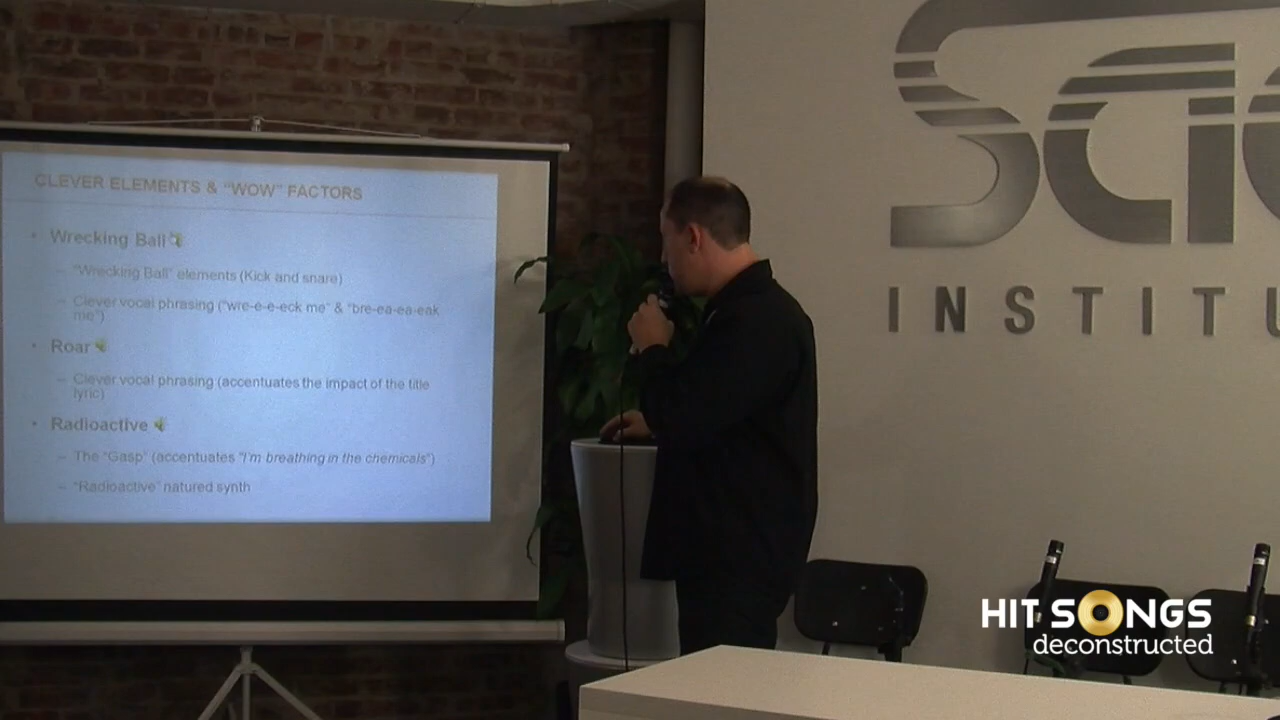 CLEVER ELEMENTS & "WOW" FACTORS
• Wrecking Ball
– "Wrecking Ball" elements (Kick and snare)
– Clever vocal phrasing ("wre-e-e-eck me" & "bre-ea-ea-eak
me")
• Roar
– Clever vocal phrasing (accentuates the impact of the title
lyric)
• Radioactive
– The "Gasp" (accentuates "I'm breathing in the chemicals")
– "Radioactive" natured synth
INSTITU
HIT SONGS
deconstructed